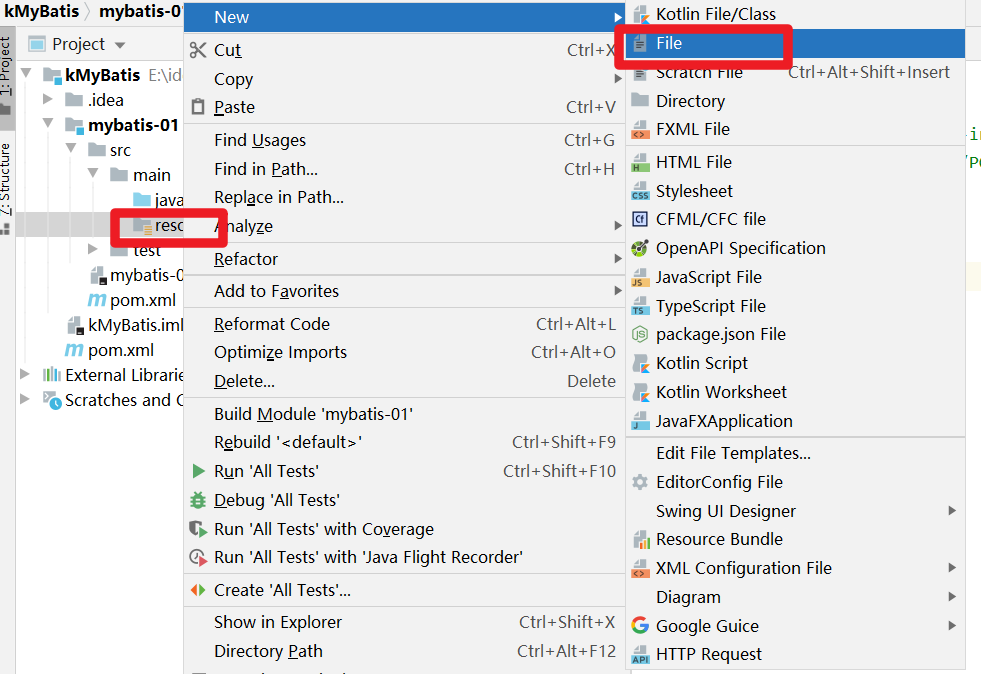 kMyBatis mybatis-0
1: Project
Z: Structure
Project
kMyBatis E:\id
.idea
mybatis-01
src
main
java
reso
test
mybatis-0
pom.xml
kMyBatis.iml
pom.xml
External Librarie
Scratches and C
New
Cut Ctrl+X
Copy
Paste Ctrl+V
Find Usages Ctrl+G
Find in Path... Ctrl+H
Replace in Path...
Analyze
Refactor
Add to Favorites
Reformat Code Ctrl+Alt+L
Optimize Imports Ctrl+Alt+O
Delete... Delete
Build Module 'mybatis-01'
Rebuild '<default>' Ctrl+Shift+F9
Run 'All Tests' Ctrl+Shift+F10
Debug 'All Tests'
Run 'All Tests' with Coverage
Run 'All Tests' with 'Java Flight Recorder'
Create 'All Tests'...
Show in Explorer Ctrl+Shift+X
Directory Path Ctrl+Alt+F12
Kotlin File/Class
File
Scratch File Ctrl+Alt+Shift+Insert
Directory
FXML File
HTML File
Stylesheet
CFML/CFC file
OpenAPI Specification
JavaScript File
TypeScript File
package.json File
Kotlin Script
Kotlin Worksheet
JavaFXApplication
Edit File Templates...
EditorConfig File
Swing UI Designer
Resource Bundle
XML Configuration File
Diagram
Google Guice
HTTP Request
-in
/PO